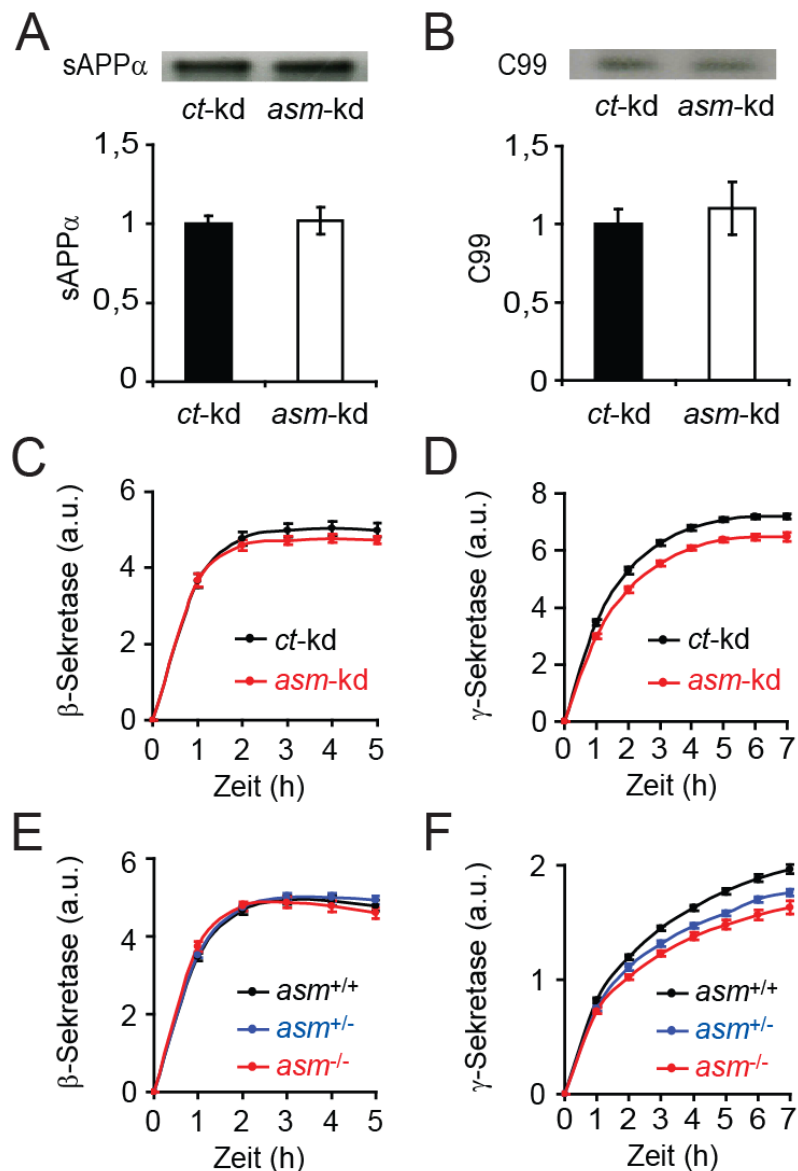 A
sAPPα
ct-kd asm-kd
1,5
1
0,5
0
sAPPα
ct-kd asm-kd
B
C99
ct-kd asm-kd
1,5
1
0,5
0
C99
ct-kd asm-kd
C
β-Sekretase (a.u.)
6
4
2
0
ct-kd
asm-kd
0 1 2 3 4 5
Zeit (h)
D
γ-Sekretase (a.u.)
8
6
4
2
0
ct-kd
asm-kd
0 1 2 3 4 5 6 7
Zeit (h)
E
β-Sekretase (a.u.)
6
4
2
0
asm+/+
asm+/-
asm-/-
0 1 2 3 4 5
Zeit (h)
F
γ-Sekretase (a.u.)
2
1
0
asm+/+
asm+/-
asm-/-
0 1 2 3 4 5 6 7
Zeit (h)